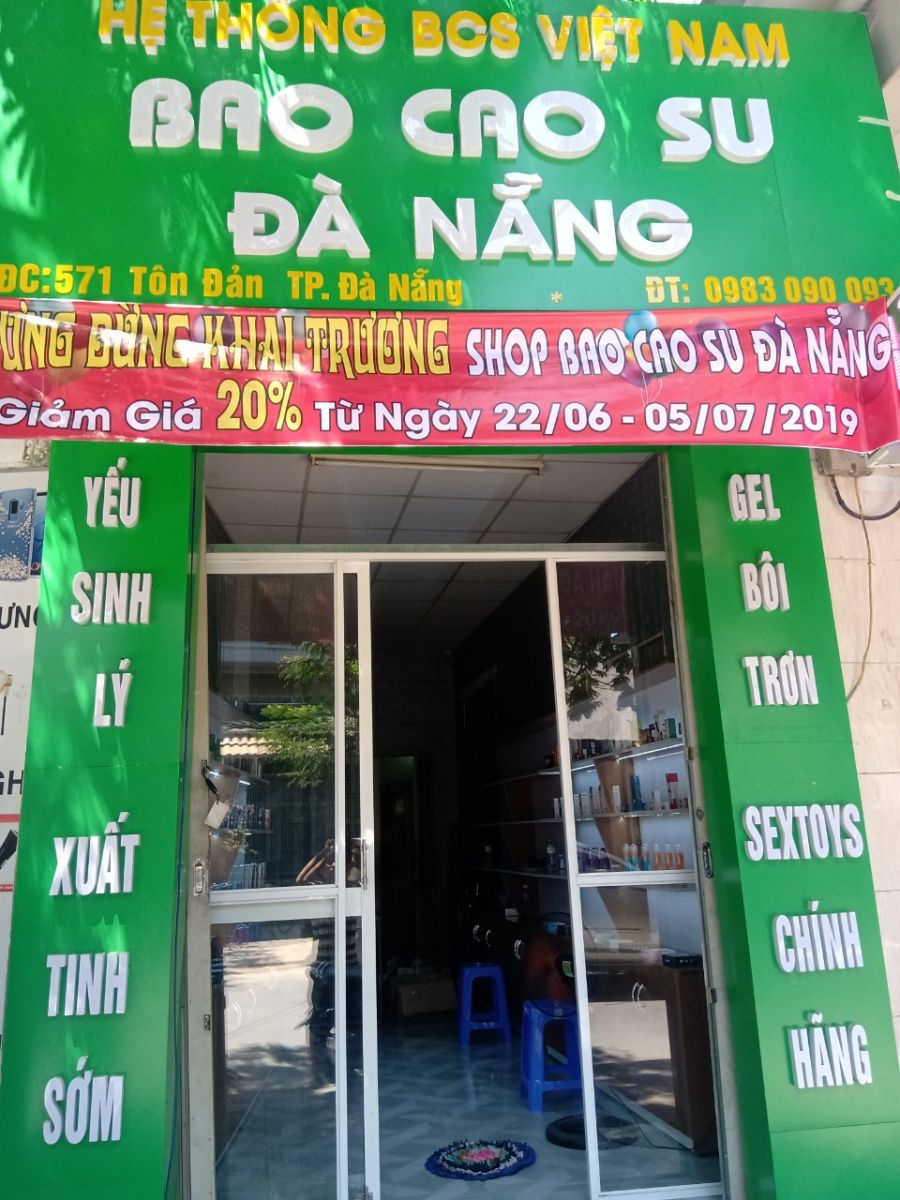 HỆ THỐNG BCS VIỆT NAM
BAO CAO SU
ĐÀ NẴNG
ĐC:571 Tôn Đản TP. Đà Nẵng * ĐT: 0983 090 093
ƯNG BỪNG KHAI TRƯƠNG SHOP BAO CAO SU ĐÀ NẴNG
Giảm Giá 20% Từ Ngày 22/06 - 05/07/2019
YẾU
SINH
LÝ
XUẤT
TINH
SỚM
GEL
BÔI
TRƠN
SEXTOYS
CHÍNH
HÃNG